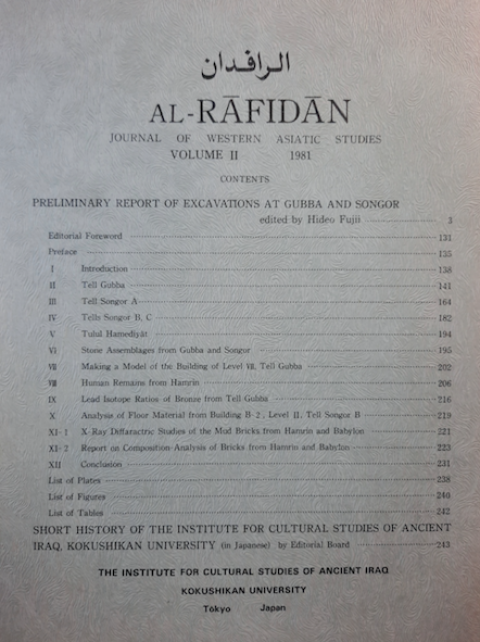 الرافدان
AL-RĀFIDĀN
JOURNAL OF WESTERN ASIATIC STUDIES
VOLUME II 1981
CONTENTS
PRELIMINARY REPORT OF EXCAVATIONS AT GUBBA AND SONGOR
edited by Hideo Fujii 3
Editorial Foreword 131
Preface 135
I Introduction 138
II Tell Gubba 141
III Tell Songor A 164
IV Tells Songor B, C 182
V Tulul Hamediyāt 194
VI Stone Assemblages from Gubba and Songor 195
VII Making a Model of the Building of Level VII, Tell Gubba 202
VIII Human Remains from Hamrin 206
IX Lead Isotope Ratios of Bronze from Tell Gubba 216
X Analysis of Floor Material from Building B-2, Level II, Tell Songor B 219
XI-1 X-Ray Diffaractric Studies of the Mud Bricks from Hamrin and Babylon 221
XI-2 Report on Composition Analysis of Bricks from Hamrin and Babylon 223
XII Conclusion 231
List of Plates 238
List of Figures 240
List of Tables 242
SHORT HISTORY OF THE INSTITUTE FOR CULTURAL STUDIES OF ANCIENT
IRAQ, KOKUSHIKAN UNIVERSITY (in Japanese) by Editorial Board 243
THE INSTITUTE FOR CULTURAL STUDIES OF ANCIENT IRAQ
KOKUSHIKAN UNIVERSITY
Tokyo Japan